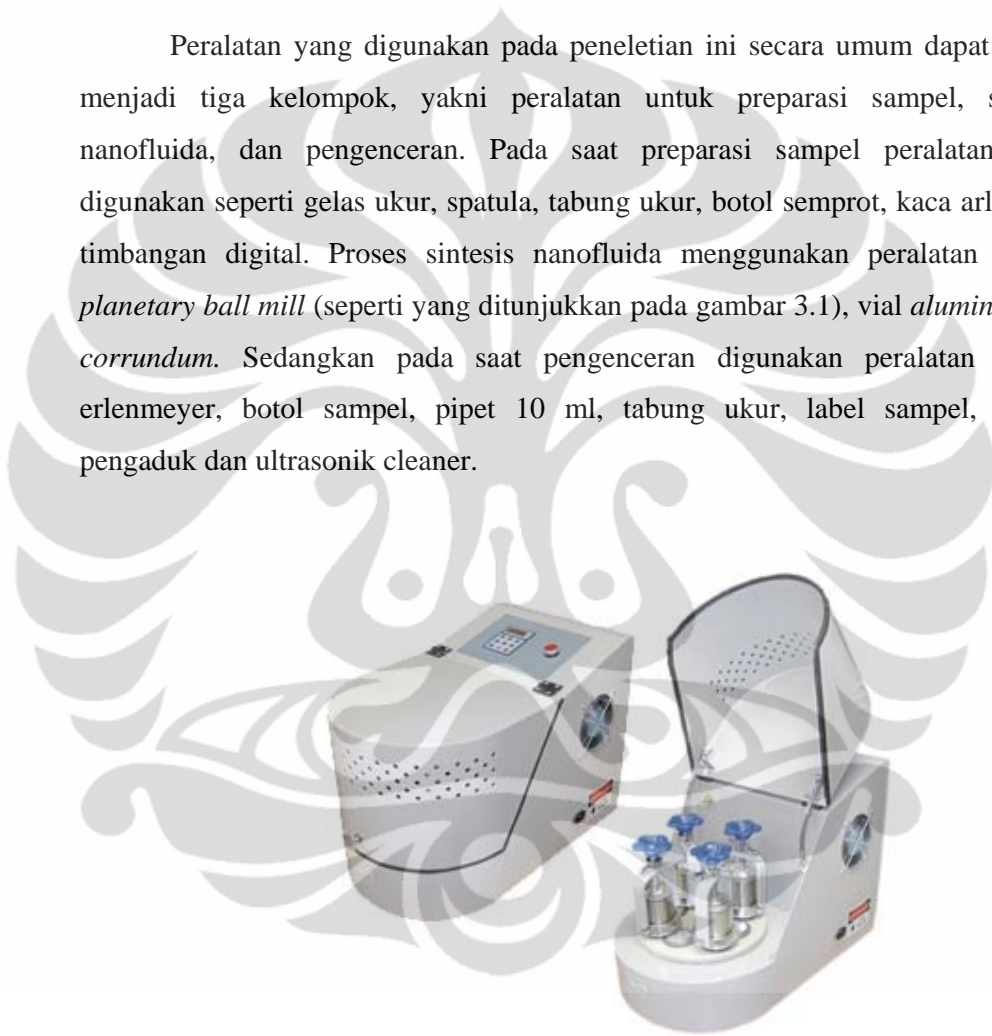 Peralatan yang digunakan pada peneletian ini secara umum dapat
menjadi tiga kelompok, yakni peralatan untuk preparasi sampel,
nanofluida, dan pengenceran. Pada saat preparasi sampel peralatan
digunakan seperti gelas ukur, spatula, tabung ukur, botol semprot, kaca
timbangan digital. Proses sintesis nanofluida menggunakan peralatan
planetary ball mill (seperti yang ditunjukkan pada gambar 3.1), vial
corrundum. Sedangkan pada saat pengenceran digunakan peralatan
erlenmeyer, botol sampel, pipet 10 ml, tabung ukur, label sampel,
pengaduk dan ultrasonik cleaner.